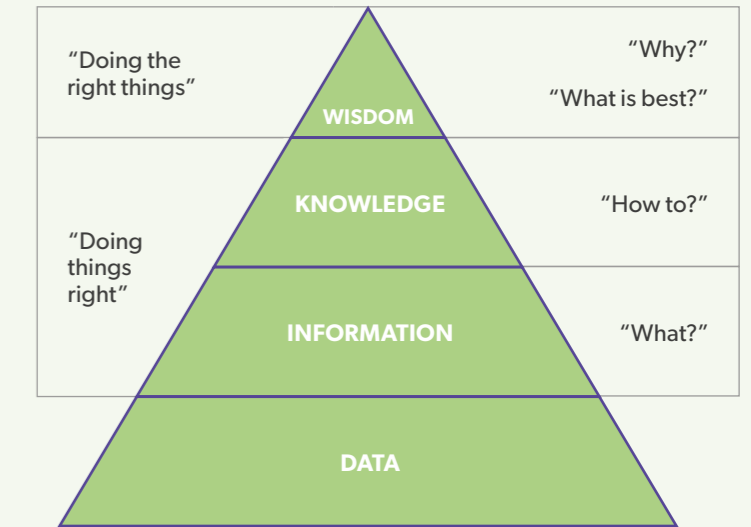 “Doing the
right things”
“Why?”
“What is best?”
WISDOM
KNOWLEDGE
“How to?”
“Doing
things
right”
INFORMATION
“What?”
DATA